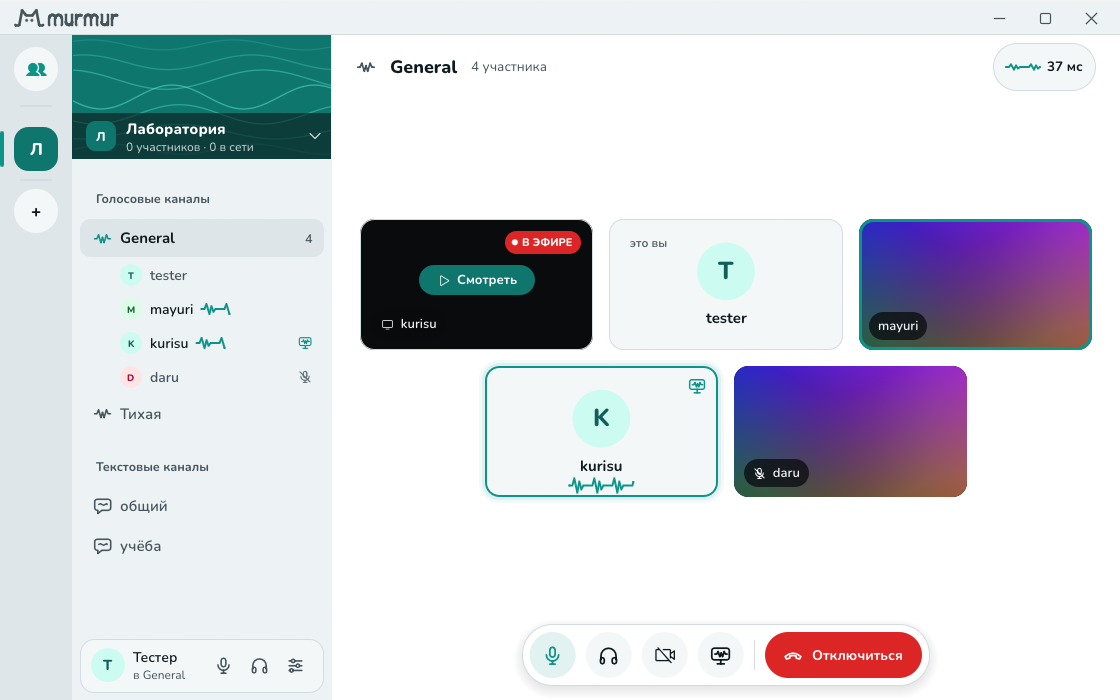 murmur
General
4 участника
37 мс
Л
Лаборатория
0 участников · 0 в сети
Л
+
Голосовые каналы
General
4
T
tester
M
mayuri
K
kurisu
D
daru
Тихая
Текстовые каналы
общий
учёба
В ЭФИРЕ
Смотреть
kurisu
это вы
T
tester
mayuri
K
kurisu
daru
T
Тестер
в General
Отключиться